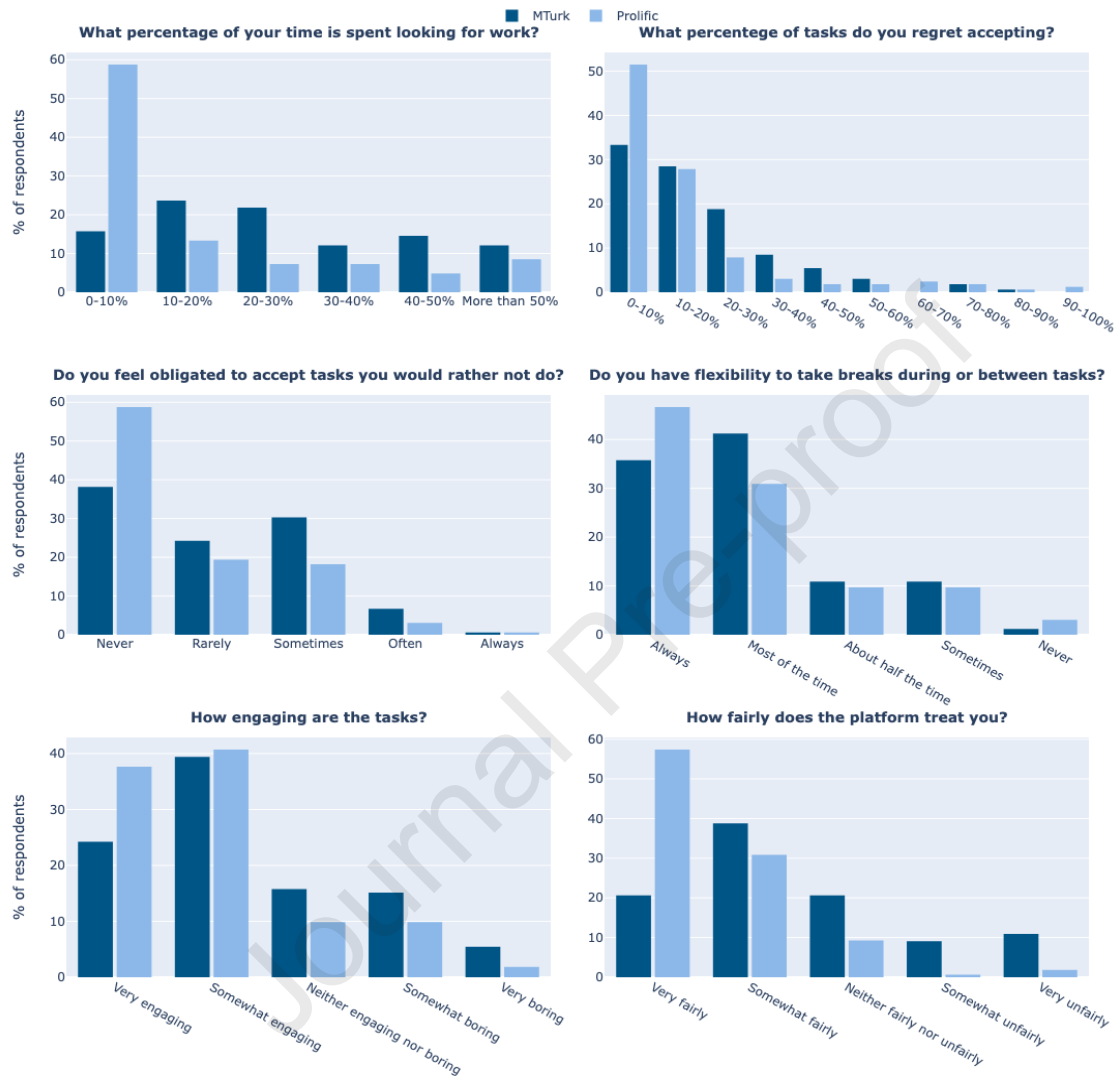 MTurk Prolific
What percentage of your time is spent looking for work?
% of respondents
60
50
40
30
20
10
0
0-10% 10-20% 20-30% 30-40% 40-50% More than 50%
What percentege of tasks do you regret accepting?
50
40
30
20
10
0
0-10% 10-20% 20-30% 30-40% 40-50% 50-60% 60-70% 70-80% 80-90% 90-100%
Do you feel obligated to accept tasks you would rather not do?
% of respondents
60
50
40
30
20
10
0
Never Rarely Sometimes Often Always
Do you have flexibility to take breaks during or between tasks?
40
30
20
10
0
Always Most of the time About half the time Sometimes Never
How engaging are the tasks?
% of respondents
40
30
20
10
0
Very engaging Somewhat engaging Neither engaging nor boring Somewhat boring Very boring
How fairly does the platform treat you?
60
50
40
30
20
10
0
Very fairly Somewhat fairly Neither fairly nor unfairly Somewhat unfairly Very unfairly
Journal Pre-proof